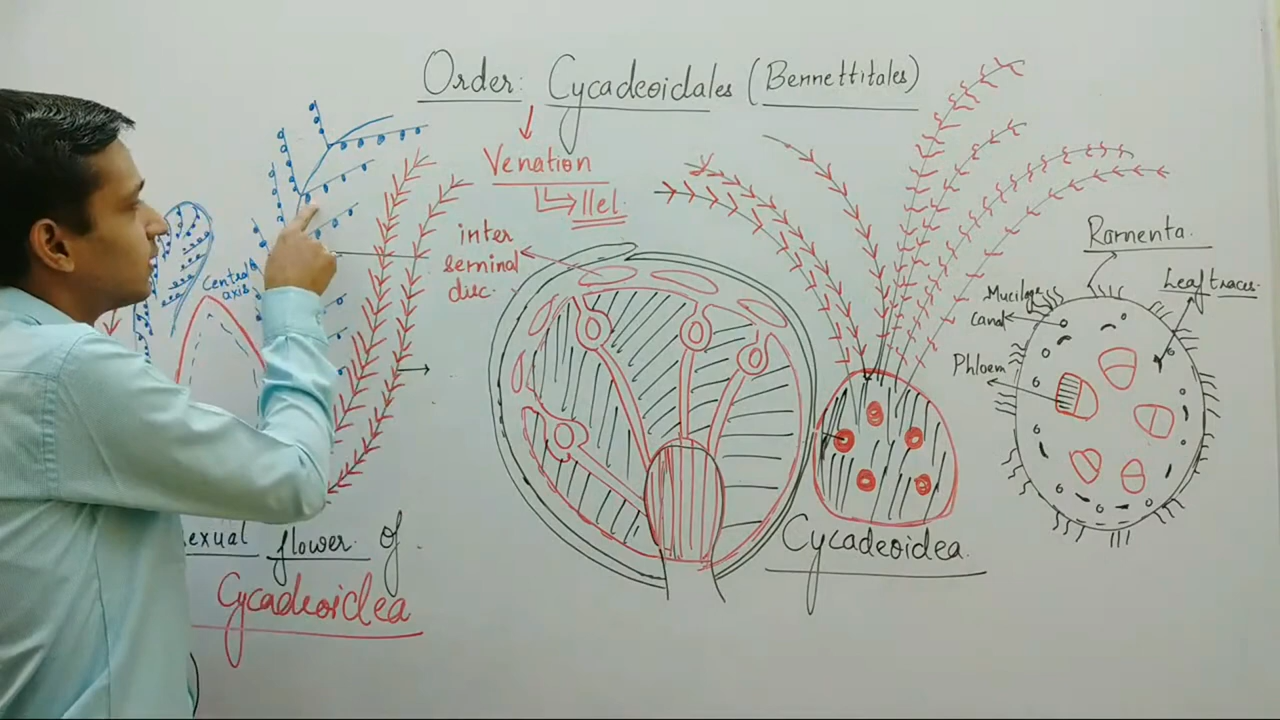 Order: Cycadeoidales (Bennettitales)
Venation
llel.
inter
seminal
disc.
Central
axis
Ramenta.
Mucilage
canal
Leaf traces.
Phloem
Cycadeoidea.
exual flower of
Cycadeoidea